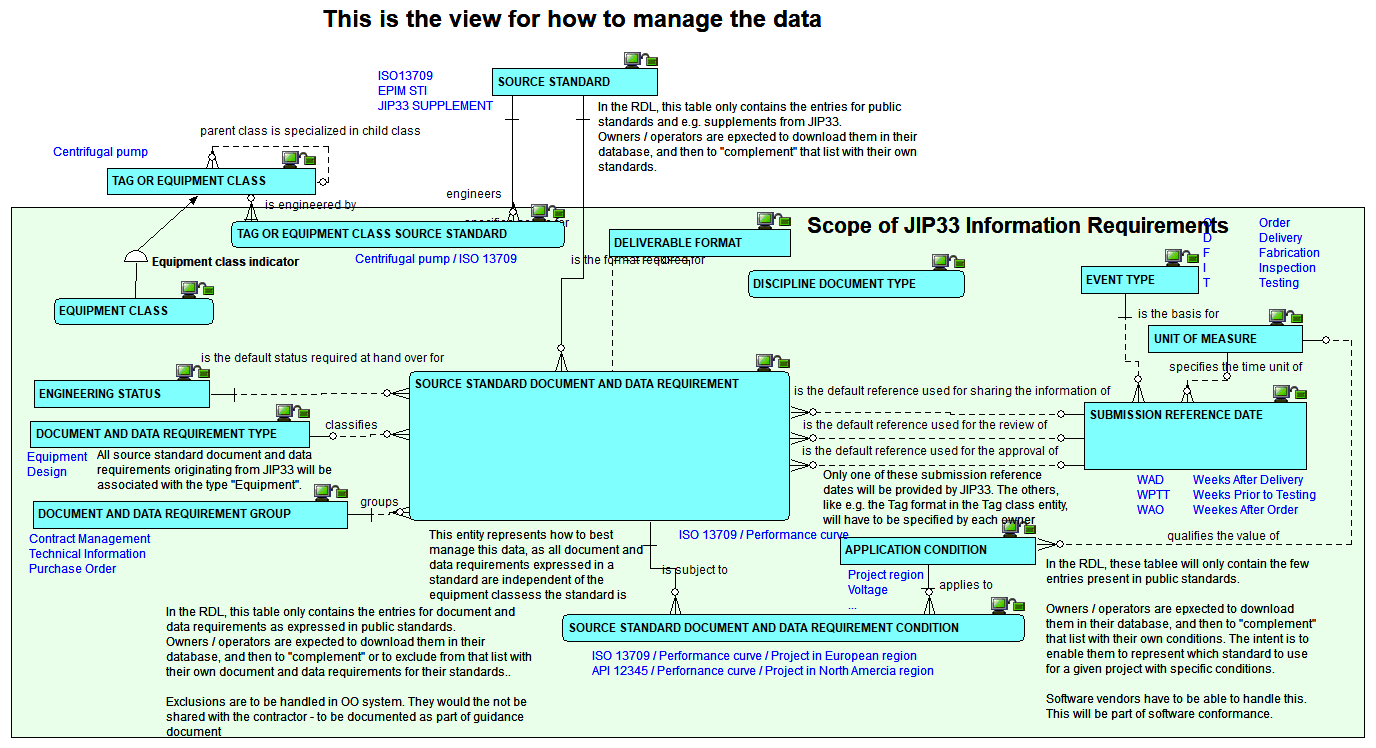 This is the view for how to manage the data
ISO13709
EPIM STI
JIP33 SUPPLEMENT
SOURCE STANDARD
In the RDL, this table only contains the entries for public
standards and e.g. supplements from JIP33.
Owners / operators are epxected to download them in their
database, and then to "complement" that list with their own
standards.
parent class is specialized in child class
Centrifugal pump
TAG OR EQUIPMENT CLASS
is engineered by
engineers
TAG OR EQUIPMENT CLASS SOURCE STANDARD
Centrifugal pump / ISO 13709
Equipment class indicator
EQUIPMENT CLASS
DELIVERABLE FORMAT
is the format required for
Scope of JIP33 Information Requirements
DISCIPLINE DOCUMENT TYPE
EVENT TYPE
O Order
D Delivery
F Fabrication
I Inspection
T Testing
is the basis for
UNIT OF MEASURE
specifies the time unit of
is the default status required at hand over for
ENGINEERING STATUS
SOURCE STANDARD DOCUMENT AND DATA REQUIREMENT
is the default reference used for sharing the information of
is the default reference used for the review of
is the default reference used for the approval of
SUBMISSION REFERENCE DATE
DOCUMENT AND DATA REQUIREMENT TYPE
classifies
Equipment
Design
All source standard document and data
requirements originating from JIP33 will be
associated with the type "Equipment".
Only one of these submission reference
dates will be provided by JIP33. The others,
like e.g. the Tag format in the Tag class entity,
will have to be specified by each owner
WAD Weeks After Delivery
WPTT Weeks Prior to Testing
WAO Weekes After Order
DOCUMENT AND DATA REQUIREMENT GROUP
groups
Contract Management
Technical Information
Purchase Order
This entity represents how to best
manage this data, as all document and
data requirements expressed in a
standard are independent of the
equipment classess the standard is
ISO 13709 / Performance curve
is subject to
APPLICATION CONDITION
qualifies the value of
Project region
Voltage
...
applies to
In the RDL, these tablee will only contain the few
entries present in public standards.
Owners / operators are epxected to download
them in their database, and then to "complement"
that list with their own conditions. The intent is to
enable them to represent which standard to use
for a given project with specific conditions.
Software vendors have to be able to handle this.
This will be part of software conformance.
SOURCE STANDARD DOCUMENT AND DATA REQUIREMENT CONDITION
ISO 13709 / Perfomance curve / Project in European region
API 12345 / Perfomance curve / Project in North Amercia region
In the RDL, this table only contains the entries for document and
data requirements as expressed in public standards.
Owners / operators are expected to download them in their
database, and then to "complement" or to exclude from that list with
their own document and data requirements for their standards..
Exclusions are to be handled in OO system. They would the not be
shared with the contractor - to be documented as part of guidance
document